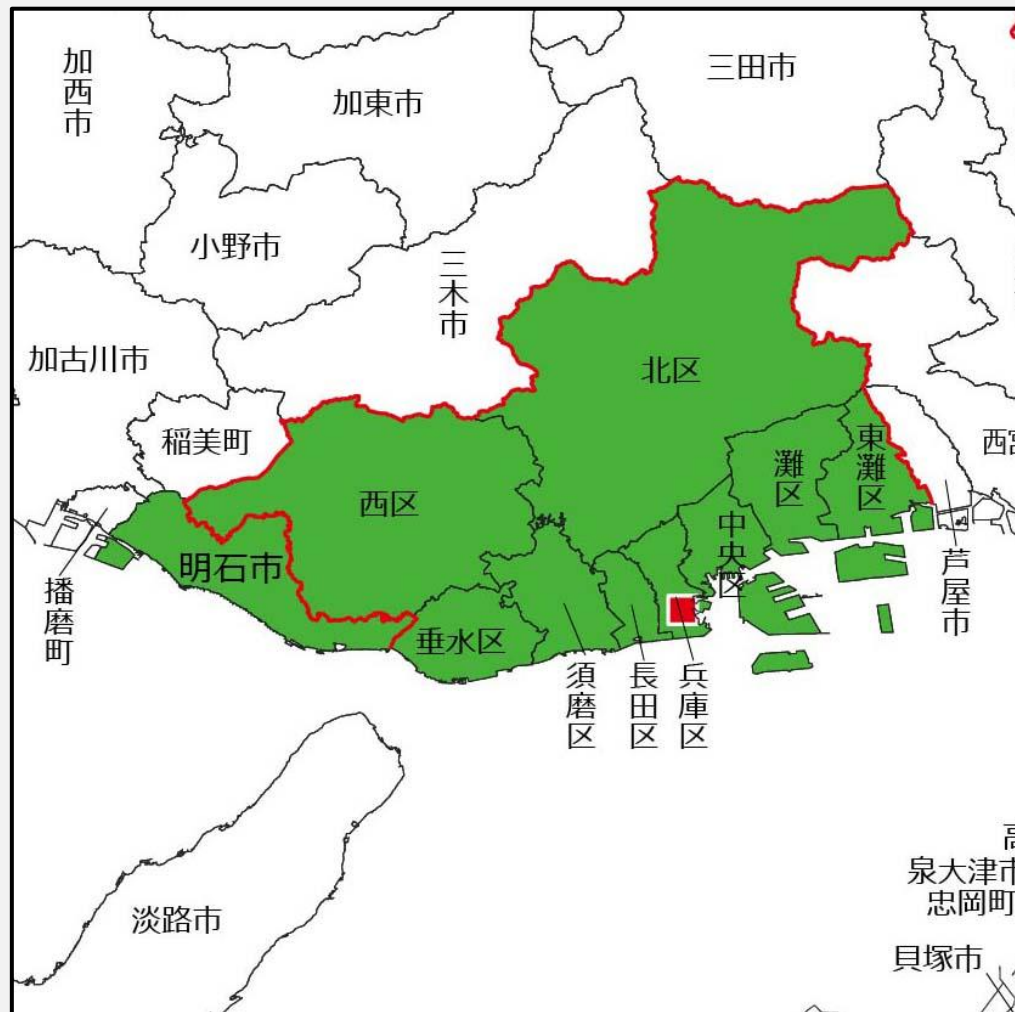 加西市
加東市
三田市
小野市
三木市
加古川市
稲美町
北区
西区
灘区
東灘区
西宮
中央区
明石市
播磨町
垂水区
須磨区
長田区
兵庫区
芦屋市
淡路市
高
泉大津市
忠岡町
貝塚市